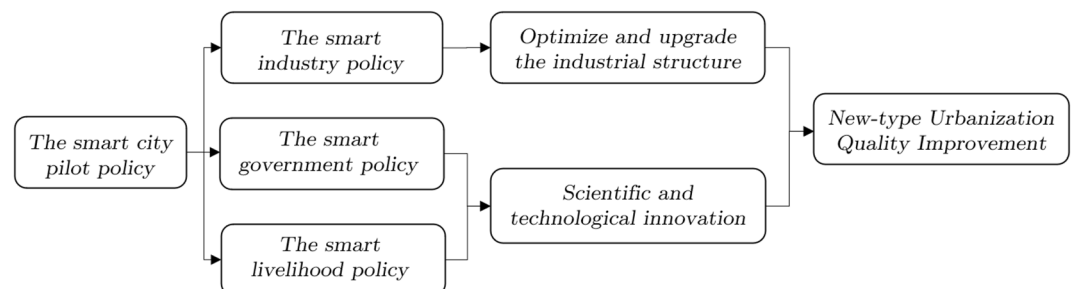 The smart
industry policy
Optimize and upgrade
the industrial structure
The smart city
pilot policy
The smart
government policy
New-type Urbanization
Quality Improvement
Scientific and
technological innovation
The smart
livelihood policy